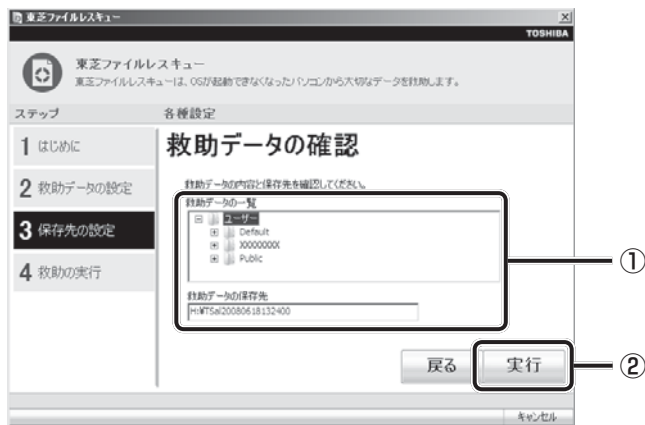 東芝ファイルレスキュー
TOSHIBA
東芝ファイルレスキュー
東芝ファイルレスキューは、OSが起動できなくなったパソコンから大切なデータを救助します。
ステップ
各種設定
1 はじめに
2 救助データの設定
3 保存先の設定
4 救助の実行
救助データの確認
救助データの内容と保存先を確認してください。
救助データの一覧
ユーザー
Default
XXXXXXXX
Public
①
救助データの保存先
H:¥TSal20080618132400
戻る
実行
②
キャンセル